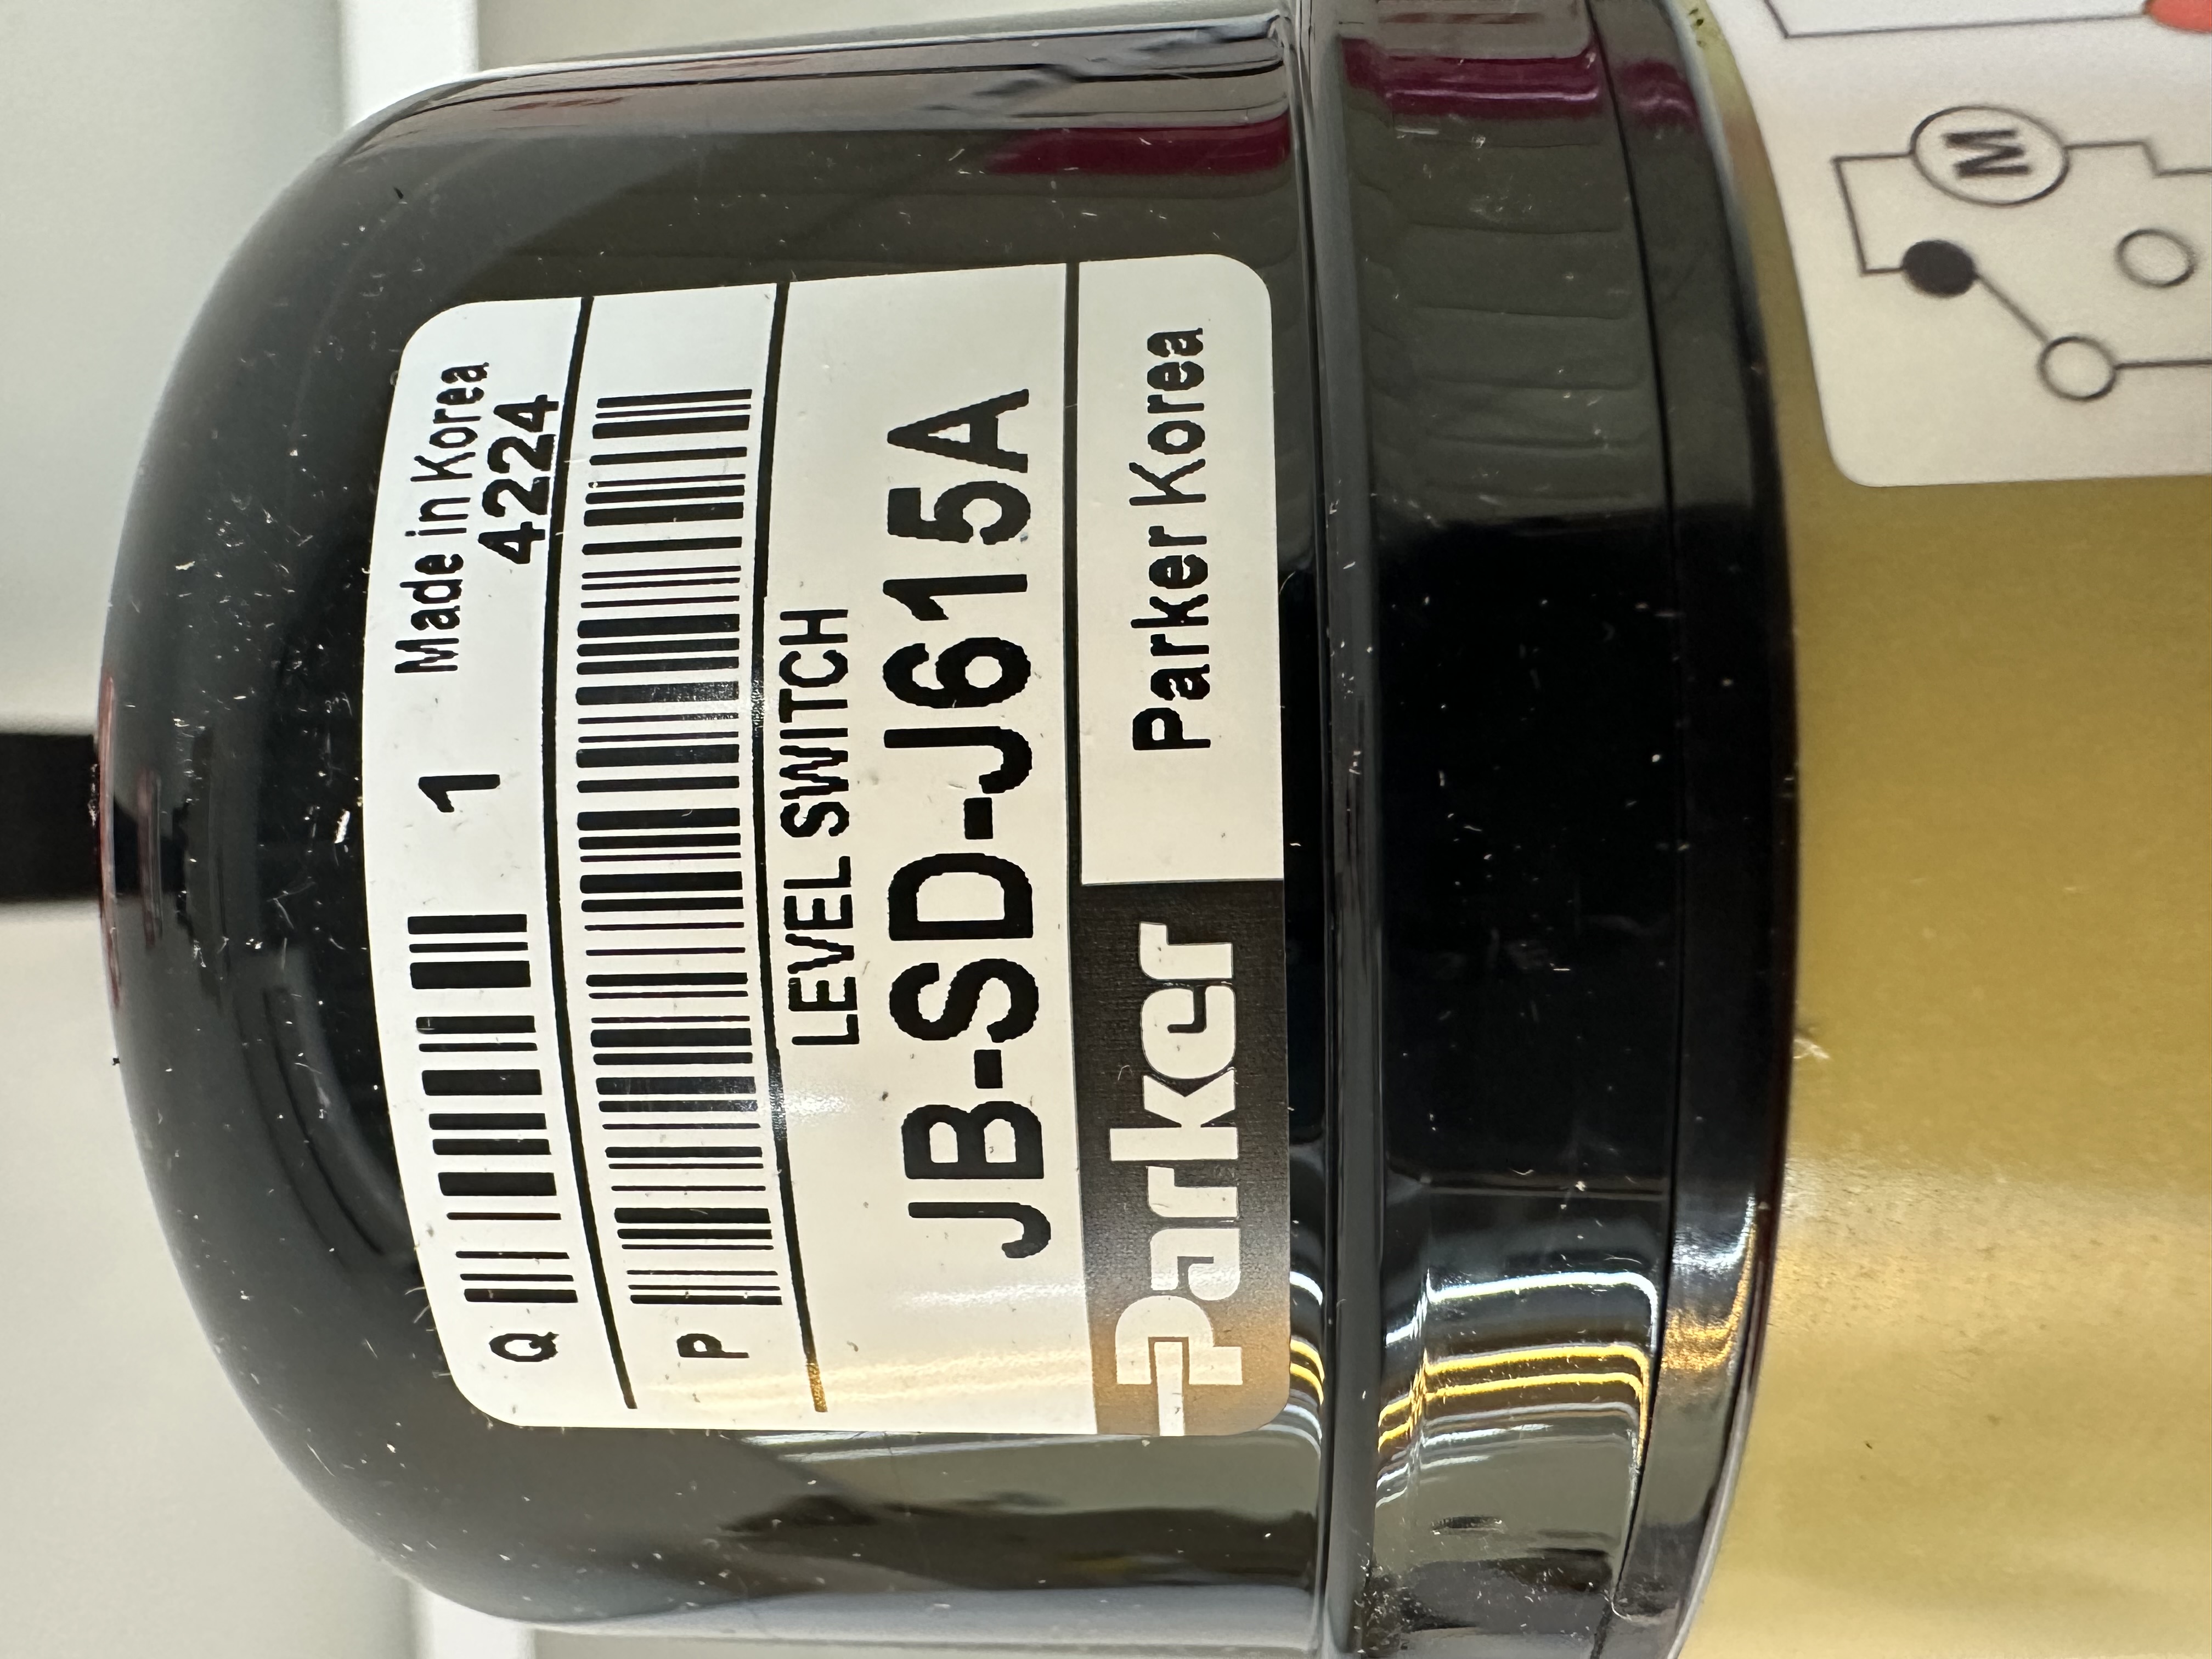 Parker Parker Korea
JB-SD-J615A
LEVEL SWITCH
P
Q 1 Made in Korea
4224
M